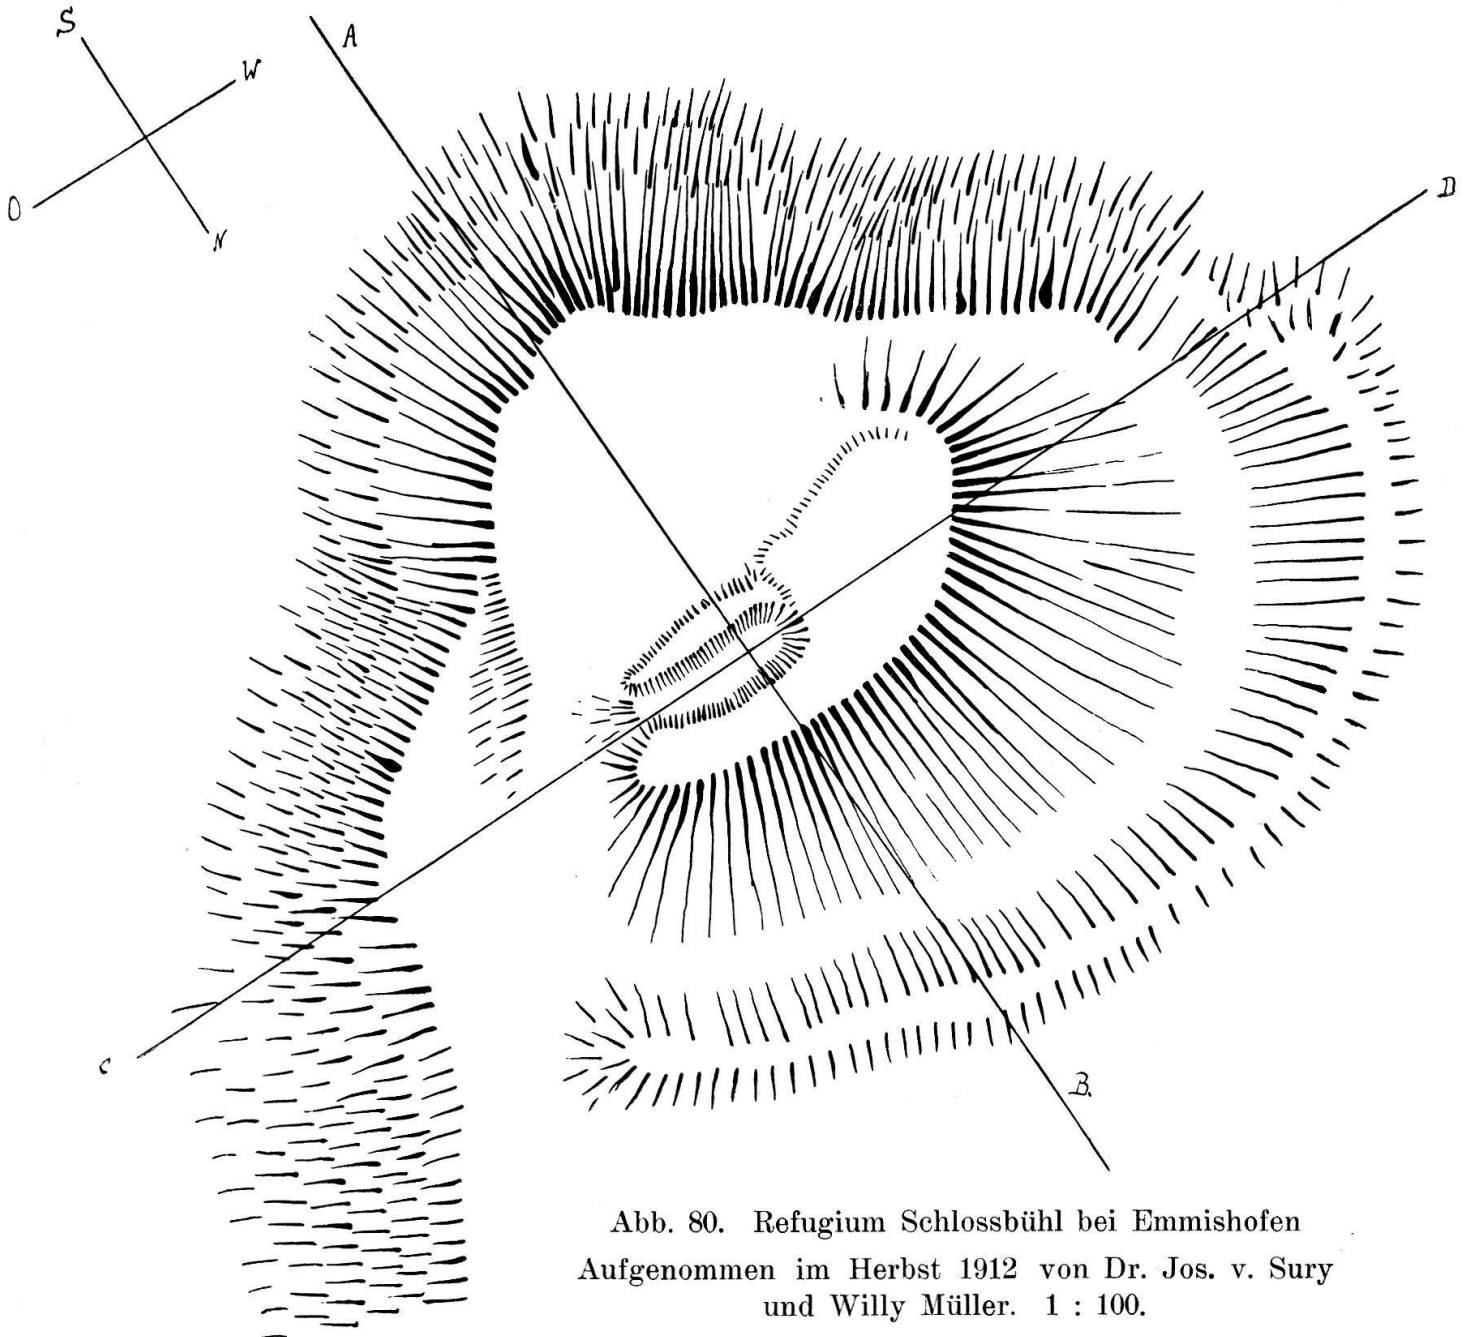 S
A
W
D
O
N
C
B.
Abb. 80. Refugium Schlossbühl bei Emmishofen
Aufgenommen im Herbst 1912 von Dr. Jos. v. Sury
und Willy Müller. 1 : 100.